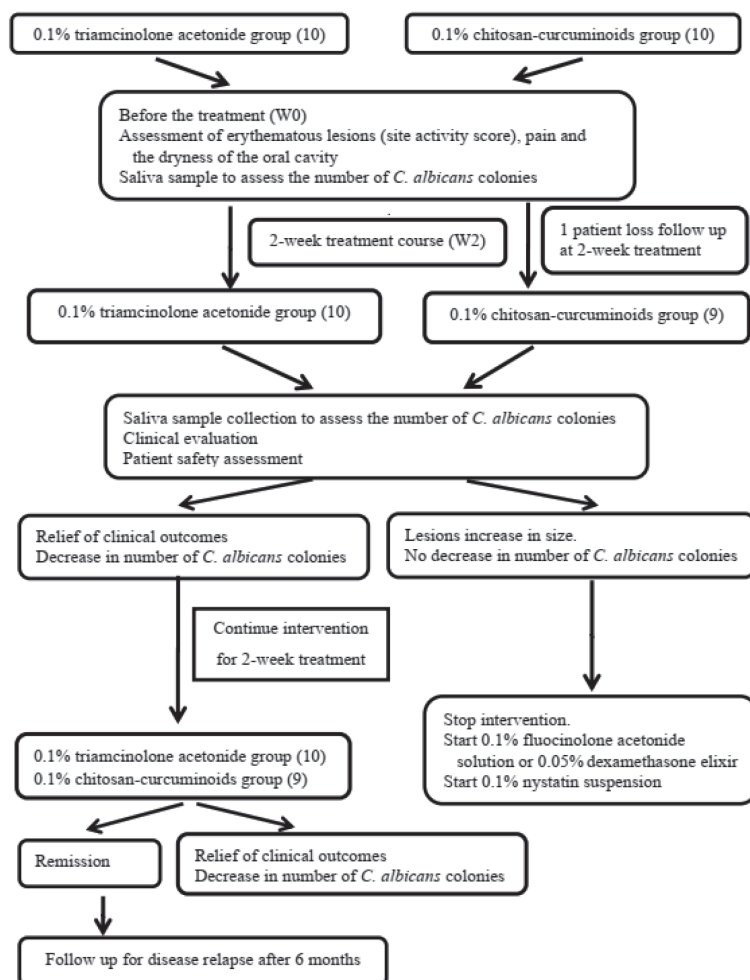 0.1% triamcinolone acetonide group (10)
0.1% chitosan-curcuminoids group (10)
Before the treatment (W0)
Assessment of erythematous lesions (site activity score), pain and
the dryness of the oral cavity
Saliva sample to assess the number of C. albicans colonies
2-week treatment course (W2)
1 patient loss follow up
at 2-week treatment
0.1% triamcinolone acetonide group (10)
0.1% chitosan-curcuminoids group (9)
Saliva sample collection to assess the number of C. albicans colonies
Clinical evaluation
Patient safety assessment
Relief of clinical outcomes
Decrease in number of C. albicans colonies
Lesions increase in size.
No decrease in number of C. albicans colonies
Continue intervention
for 2-week treatment
Stop intervention.
Start 0.1% fluocinolone acetonide
solution or 0.05% dexamethasone elixir
Start 0.1% nystatin suspension
0.1% triamcinolone acetonide group (10)
0.1% chitosan-curcuminoids group (9)
Remission
Relief of clinical outcomes
Decrease in number of C. albicans colonies
Follow up for disease relapse after 6 months